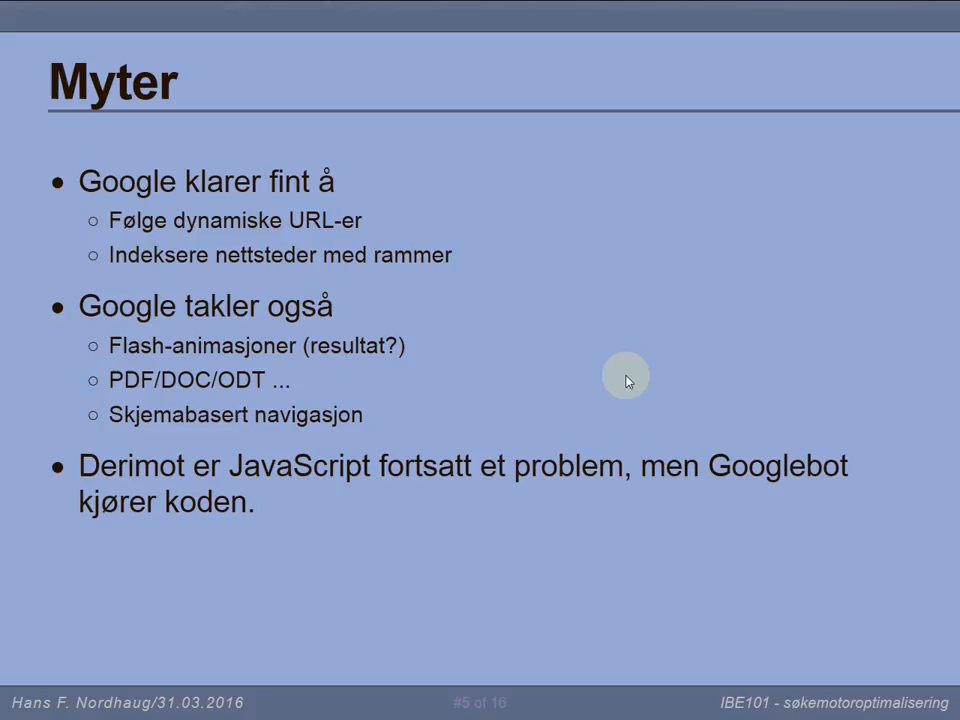 Myter
• Google klarer fint å
○ Følge dynamiske URL-er
○ Indeksere nettsteder med rammer
• Google takler også
○ Flash-animasjoner (resultat?)
○ PDF/DOC/ODT ...
○ Skjemabasert navigasjon
• Derimot er JavaScript fortsatt et problem, men Googlebot
kjører koden.
Hans F. Nordhaug/31.03.2016
#5 of 16
IBE101 - søkemotoroptimalisering